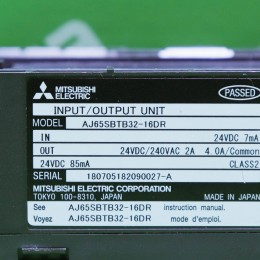 MITSUBISHI
ELECTRIC
PASSED
INPUT/OUTPUT UNIT
MODEL AJ65SBTB32-16DR
IN 24VDC 7mA
OUT 24VDC/240VAC 2A 4.0A/Common
24VDC 85mA CLASS2
SERIAL 180705182090027-A
MITSUBISHI ELECTRIC CORPORATION
TOKYO 100-8310, JAPAN MADE IN JAPAN
See AJ65SBTB32-16DR instruction manual.
Voyez AJ65SBTB32-16DR mode d'emploi.